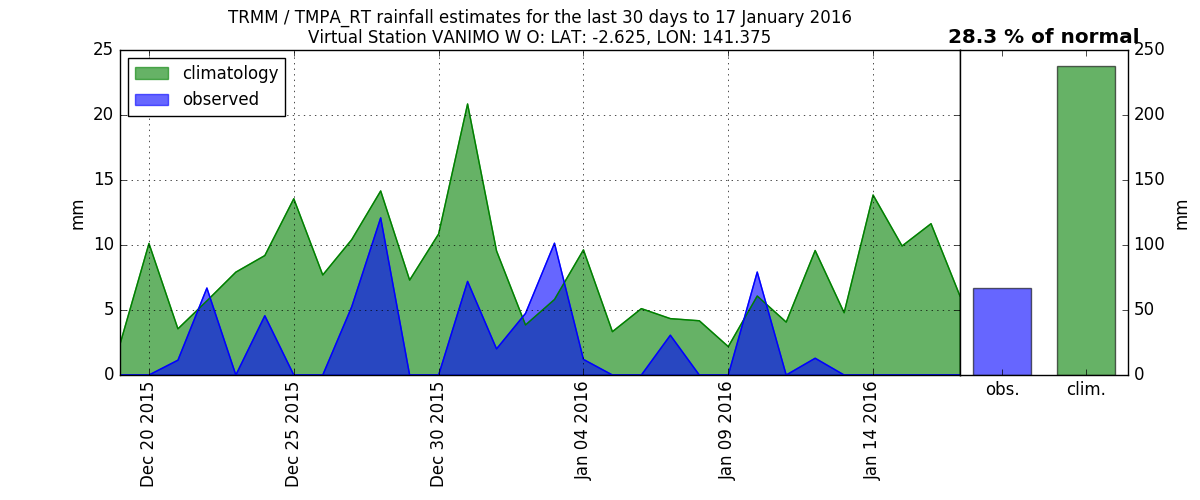 TRMM / TMPA_RT rainfall estimates for the last 30 days to 17 January 2016
Virtual Station VANIMO W O: LAT: -2.625, LON: 141.375
28.3 % of normal
climatology
observed
25
20
15
10
5
0
mm
Dec 20 2015
Dec 25 2015
Dec 30 2015
Jan 04 2016
Jan 09 2016
Jan 14 2016
obs.
clim.
250
200
150
100
50
0
mm